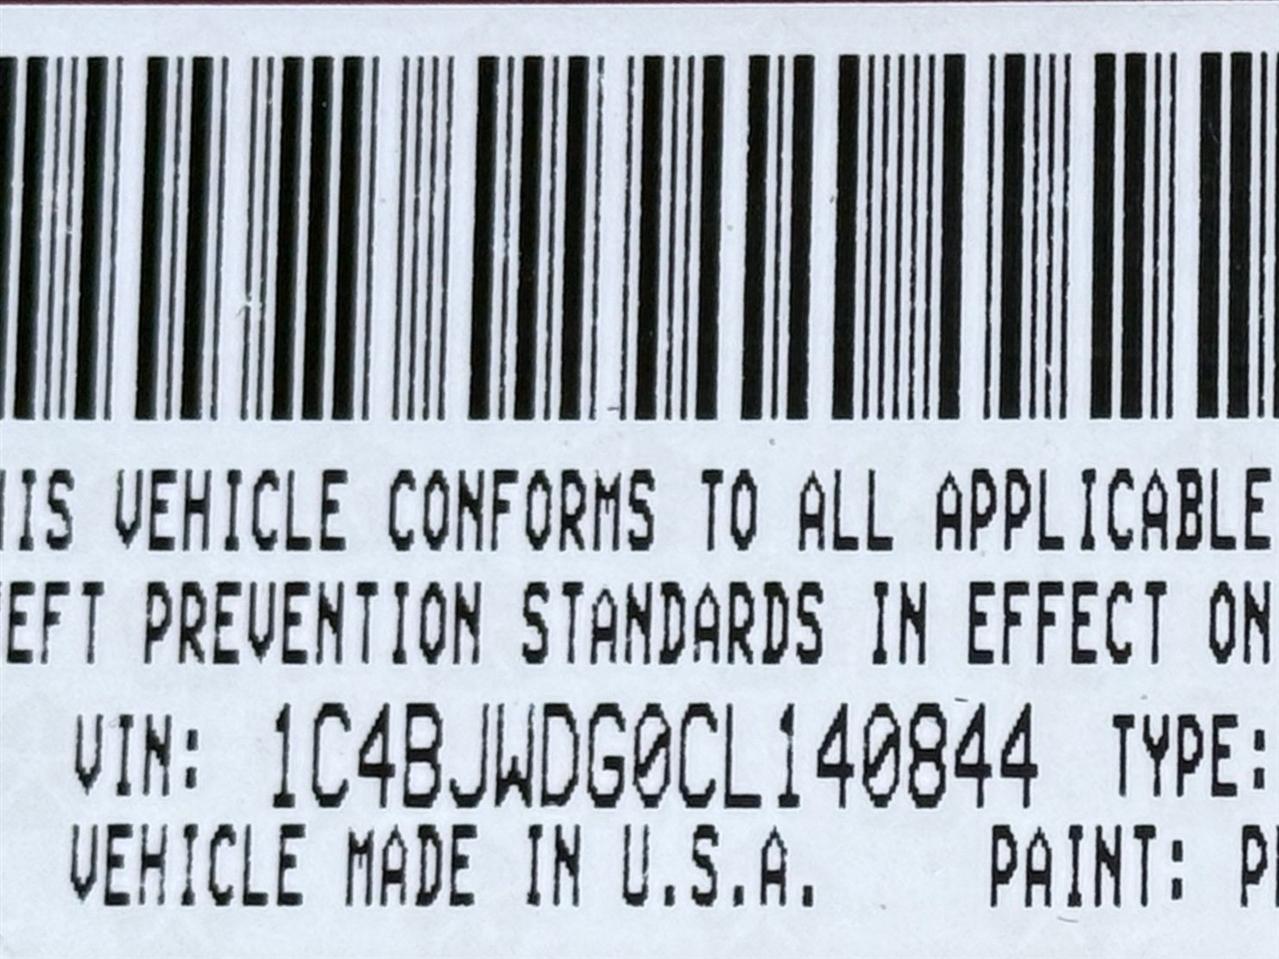 IS VEHICLE CONFORMS TO ALL APPLICABLE
EFT PREVENTION STANDARDS IN EFFECT ON
VIN: 1C4BJWDG0CL140844 TYPE:
VEHICLE MADE IN U.S.A. PAINT: P